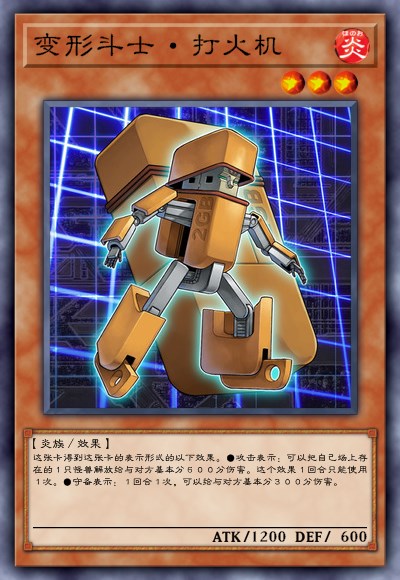 变形斗士・打火机
ほのお
炎
2GB
【炎族／效果】
这张卡得到这张卡的表示形式的以下效果。●攻击表示：可以把自己场上存
在的１只怪兽解放给与对方基本分６００分伤害。这个效果１回合只能使用
１次。●守备表示：１回合１次，可以给与对方基本分３００分伤害。
ATK/1200 DEF/ 600